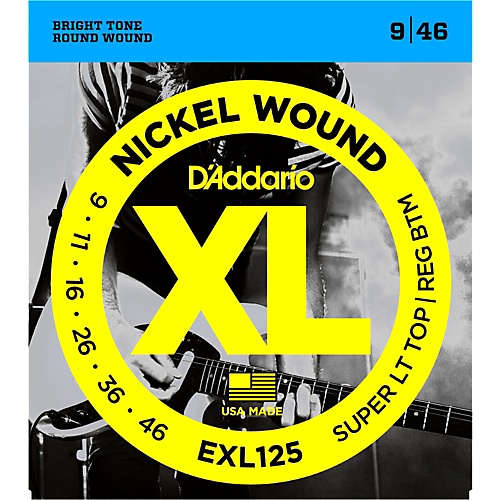 BRIGHT TONE
ROUND WOUND
9|46
NICKEL WOUND
D'Addario
XL
9 • 11 • 16 • 26 • 36 • 46
SUPER LT TOP | REG BTM
USA MADE
EXL125